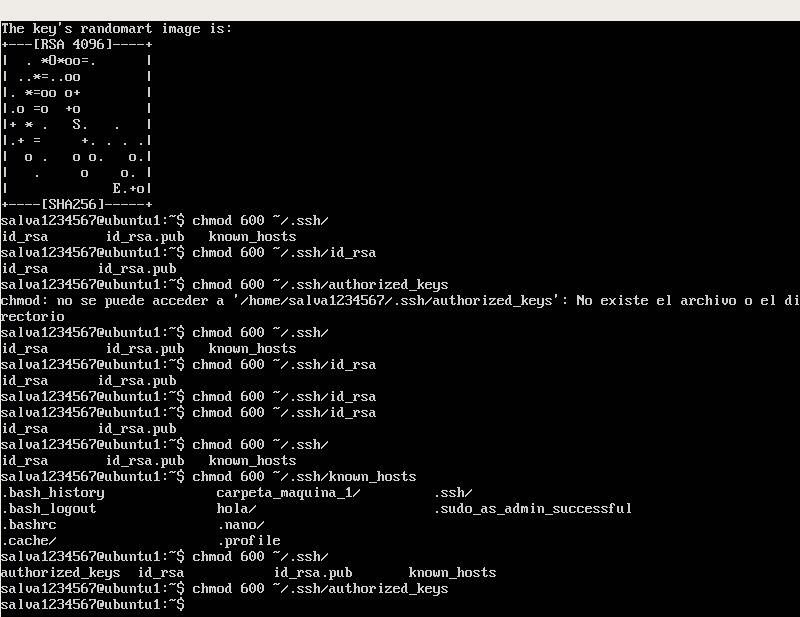 The key's randomart image is:
+---[RSA 4096]----+
|  . *O*oo=.      |
| ..*=..oo        |
|. *=oo o+        |
|.o =o  +o        |
|+ * .   S.   .   |
|.+ =     +. . . .|
|  o .   o o.   o.|
|   .     o    o. |
|             E.+o|
+----[SHA256]-----+
salva1234567@ubuntu1:~$ chmod 600 ~/.ssh/
id_rsa       id_rsa.pub   known_hosts
salva1234567@ubuntu1:~$ chmod 600 ~/.ssh/id_rsa
id_rsa      id_rsa.pub
salva1234567@ubuntu1:~$ chmod 600 ~/.ssh/authorized_keys
chmod: no se puede acceder a '/home/salva1234567/.ssh/authorized_keys': No existe el archivo o el di
rectorio
salva1234567@ubuntu1:~$ chmod 600 ~/.ssh/
id_rsa       id_rsa.pub   known_hosts
salva1234567@ubuntu1:~$ chmod 600 ~/.ssh/id_rsa
id_rsa      id_rsa.pub
salva1234567@ubuntu1:~$ chmod 600 ~/.ssh/id_rsa
salva1234567@ubuntu1:~$ chmod 600 ~/.ssh/id_rsa
id_rsa      id_rsa.pub
salva1234567@ubuntu1:~$ chmod 600 ~/.ssh/
id_rsa       id_rsa.pub   known_hosts
salva1234567@ubuntu1:~$ chmod 600 ~/.ssh/known_hosts
.bash_history              carpeta_maquina_1/         .ssh/
.bash_logout               hola/                      .sudo_as_admin_successful
.bashrc                    .nano/
.cache/                    .profile
salva1234567@ubuntu1:~$ chmod 600 ~/.ssh/
authorized_keys  id_rsa           id_rsa.pub       known_hosts
salva1234567@ubuntu1:~$ chmod 600 ~/.ssh/authorized_keys
salva1234567@ubuntu1:~$